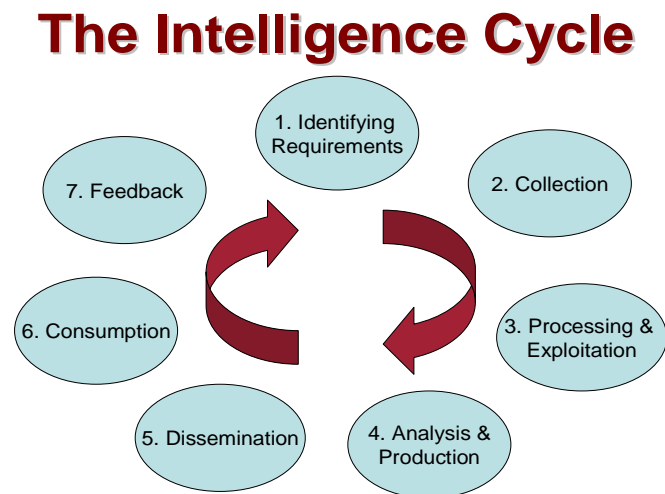 The Intelligence Cycle
1. Identifying
Requirements
2. Collection
3. Processing &
Exploitation
4. Analysis &
Production
5. Dissemination
6. Consumption
7. Feedback